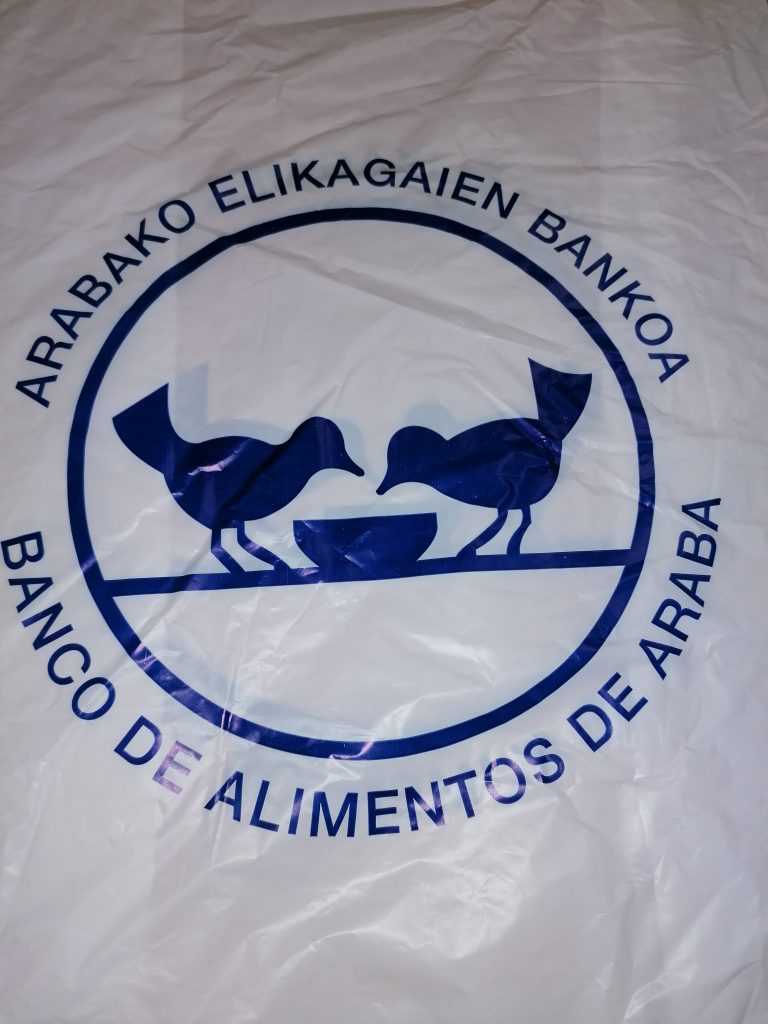 ARABAKO ELIKAGAIEN BANKOA
BANCO DE ALIMENTOS DE ARABA